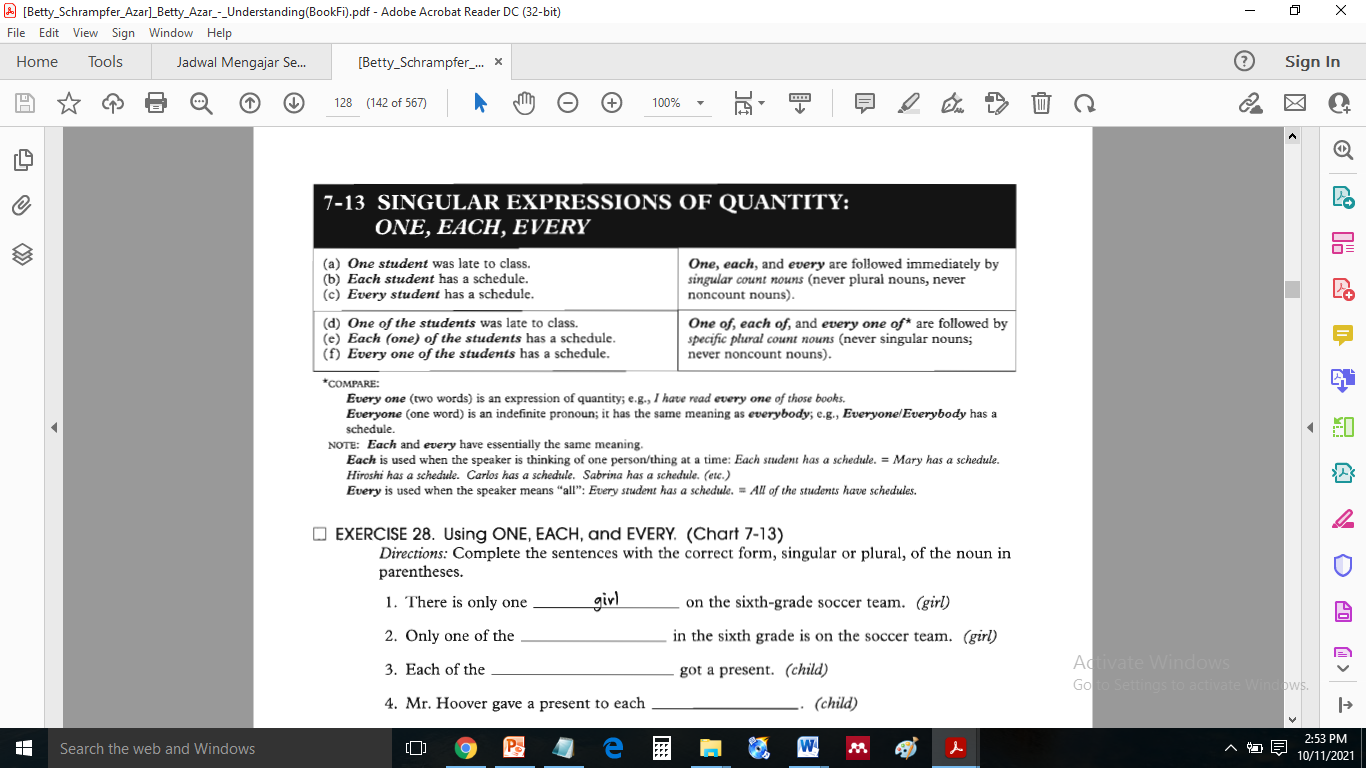 [Betty_Schrampfer_Azar]_Betty_Azar_-_Understanding(BookFi).pdf - Adobe Acrobat Reader DC (32-bit)
File Edit View Sign Window Help
Home Tools Jadwal Mengajar Se... [Betty_Schrampfer_... × Sign In
128 (142 of 567) 100%
7-13 SINGULAR EXPRESSIONS OF QUANTITY:
ONE, EACH, EVERY
(a) One student was late to class.
(b) Each student has a schedule.
(c) Every student has a schedule.
One, each, and every are followed immediately by
singular count nouns (never plural nouns, never
noncount nouns).
(d) One of the students was late to class.
(e) Each (one) of the students has a schedule.
(f) Every one of the students has a schedule.
One of, each of, and every one of* are followed by
specific plural count nouns (never singular nouns;
never noncount nouns).
*COMPARE:
Every one (two words) is an expression of quantity; e.g., I have read every one of those books.
Everyone (one word) is an indefinite pronoun; it has the same meaning as everybody; e.g., Everyone/Everybody has a
schedule.
NOTE: Each and every have essentially the same meaning.
Each is used when the speaker is thinking of one person/thing at a time: Each student has a schedule. = Mary has a schedule.
Hiroshi has a schedule. Carlos has a schedule. Sabrina has a schedule. (etc.)
Every is used when the speaker means "all": Every student has a schedule. = All of the students have schedules.
EXERCISE 28. Using ONE, EACH, and EVERY. (Chart 7-13)
Directions: Complete the sentences with the correct form, singular or plural, of the noun in
parentheses.
1. There is only one girl on the sixth-grade soccer team. (girl)
2. Only one of the ____________ in the sixth grade is on the soccer team. (girl)
3. Each of the ____________ got a present. (child)
4. Mr. Hoover gave a present to each ____________. (child)
Activate Windows
Go to Settings to activate Windows.
Search the web and Windows
2:53 PM
10/11/2021